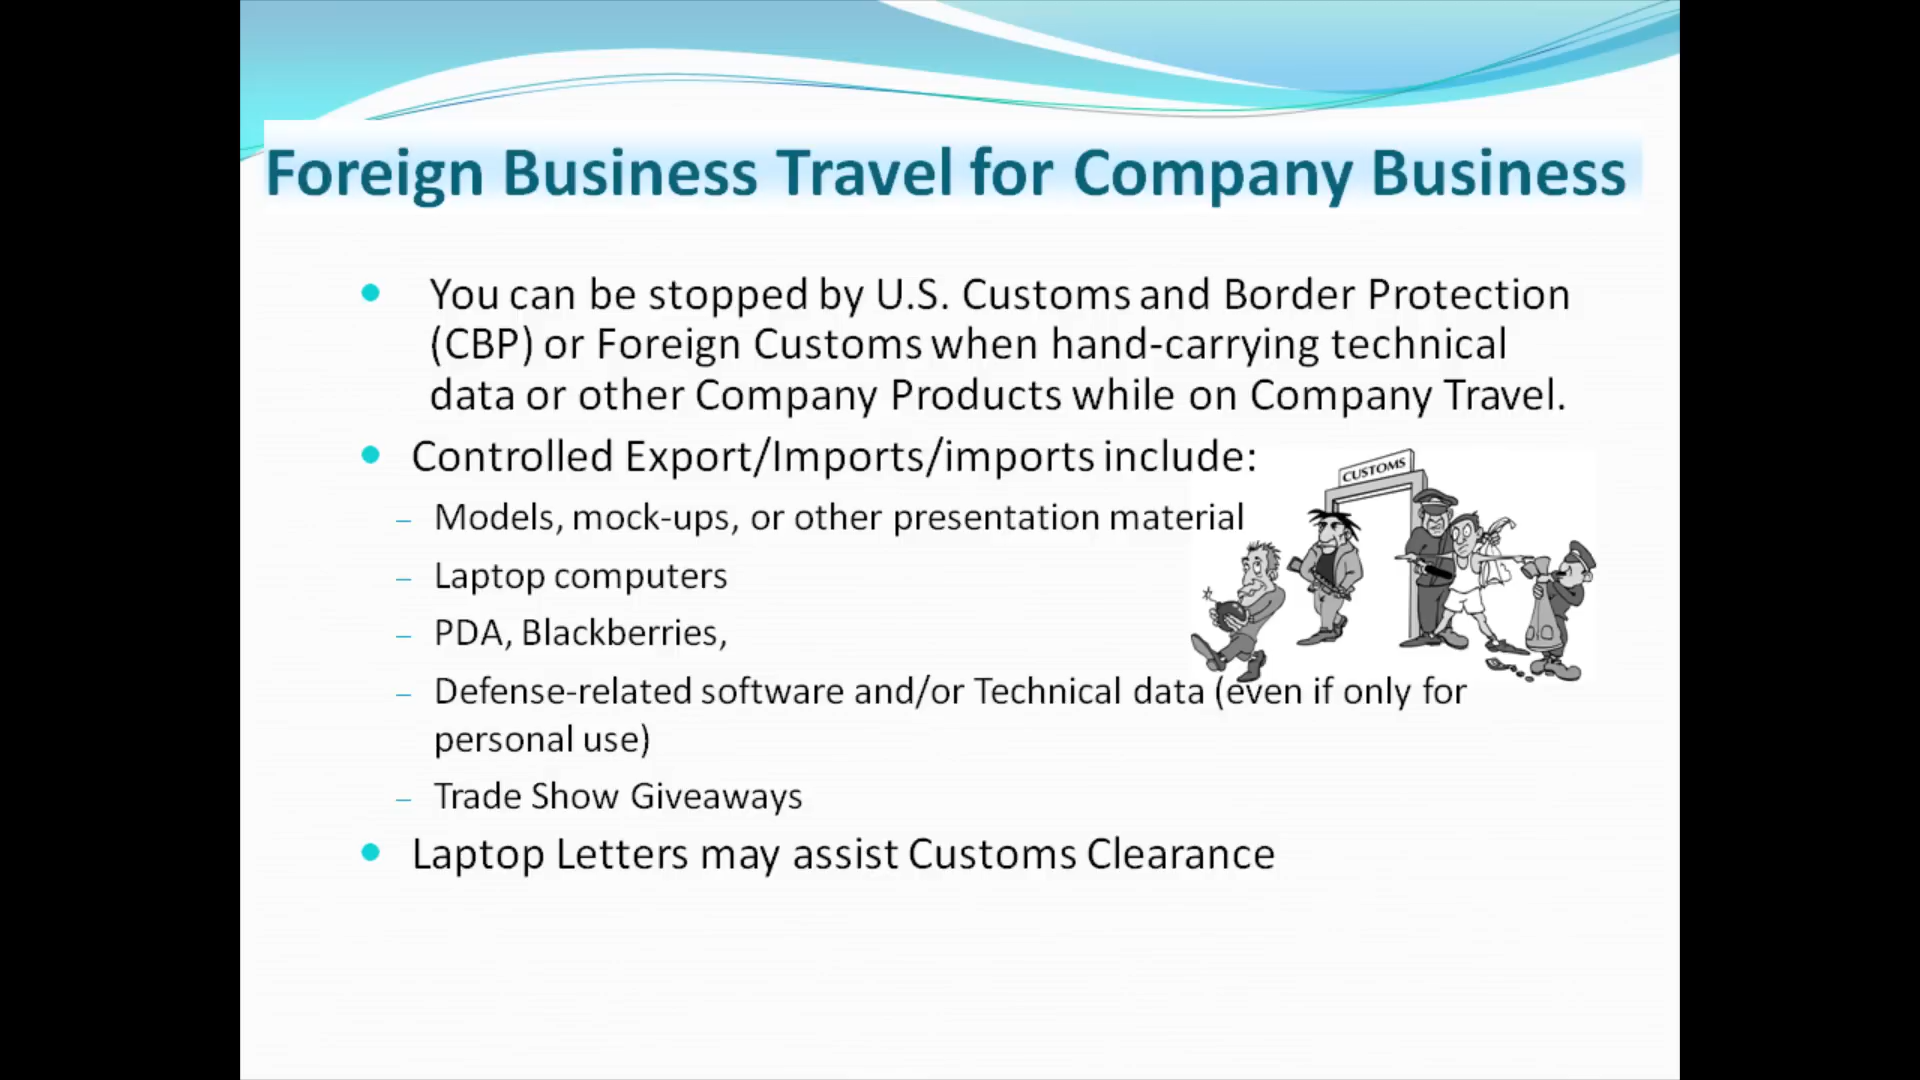 Foreign Business Travel for Company Business
You can be stopped by U.S. Customs and Border Protection
(CBP) or Foreign Customs when hand-carrying technical
data or other Company Products while on Company Travel.
Controlled Export/Imports/imports include:
CUSTOMS
– Models, mock-ups, or other presentation material
– Laptop computers
– PDA, Blackberries,
– Defense-related software and/or Technical data (even if only for
personal use)
– Trade Show Giveaways
Laptop Letters may assist Customs Clearance